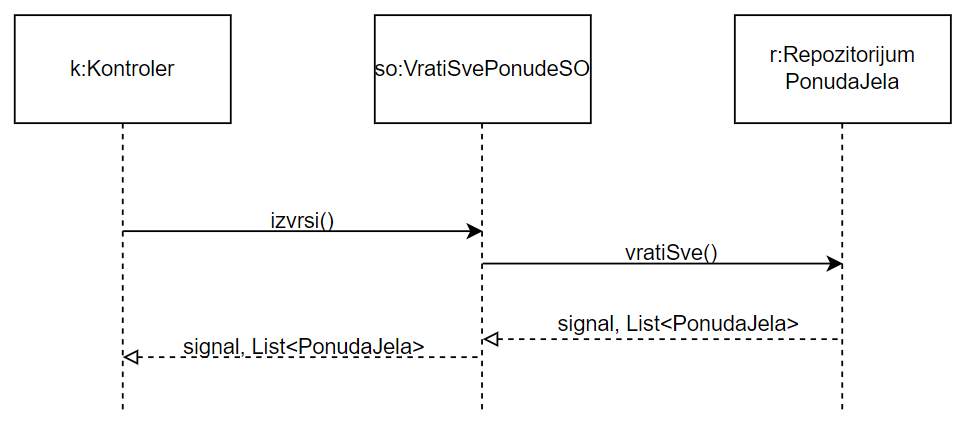 k:Kontroler
so:VratiSvePonudeSO
r:Repozitorijum
PonudaJela
izvrsi()
vratiSve()
signal, List<PonudaJela>
signal, List<PonudaJela>